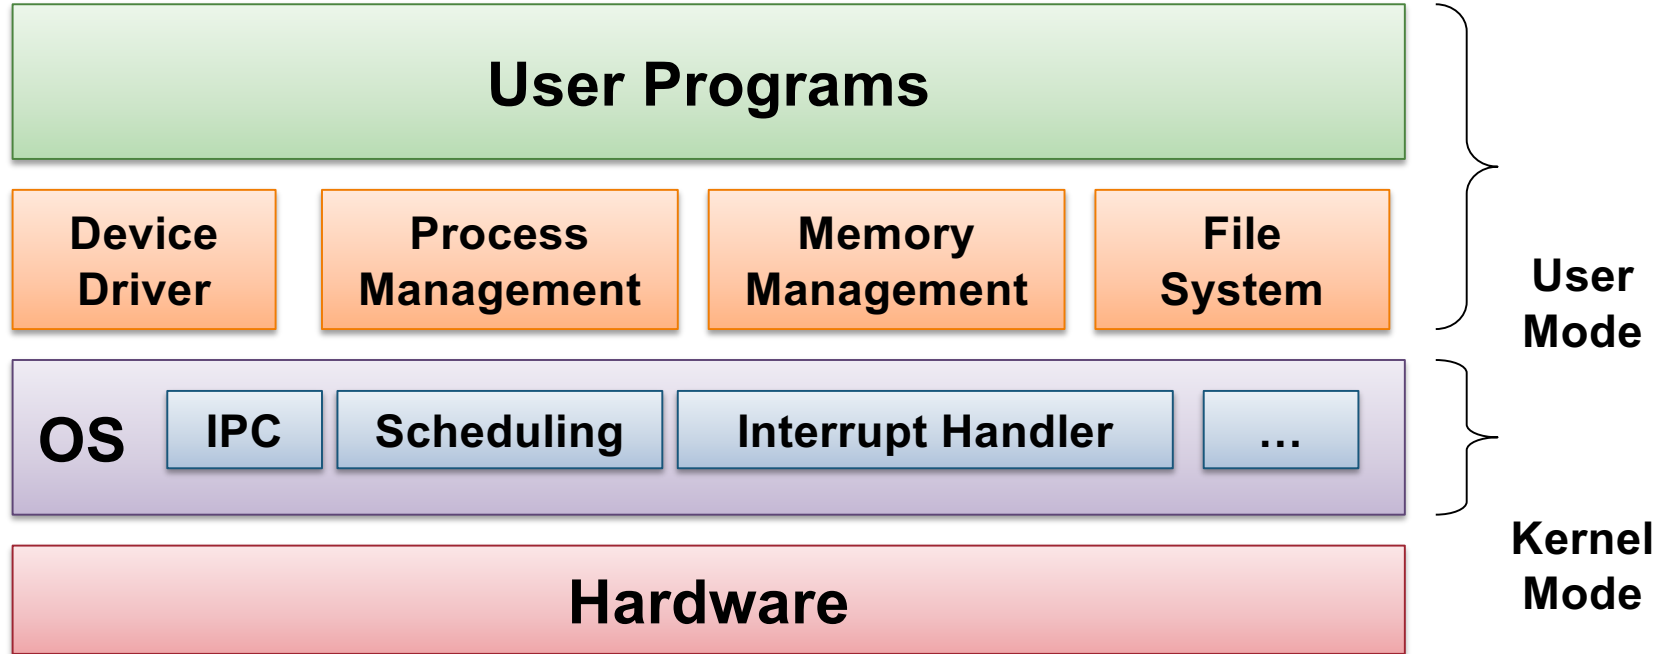 User Programs
Device
Driver
Process
Management
Memory
Management
File
System
User
Mode
OS
IPC
Scheduling
Interrupt Handler
...
Kernel
Mode
Hardware